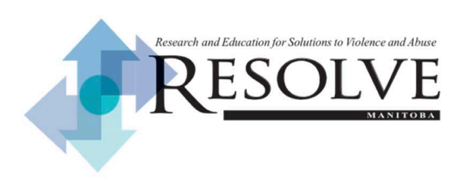 Research and Education for Solutions to Violence and Abuse
RESOLVE
MANITOBA